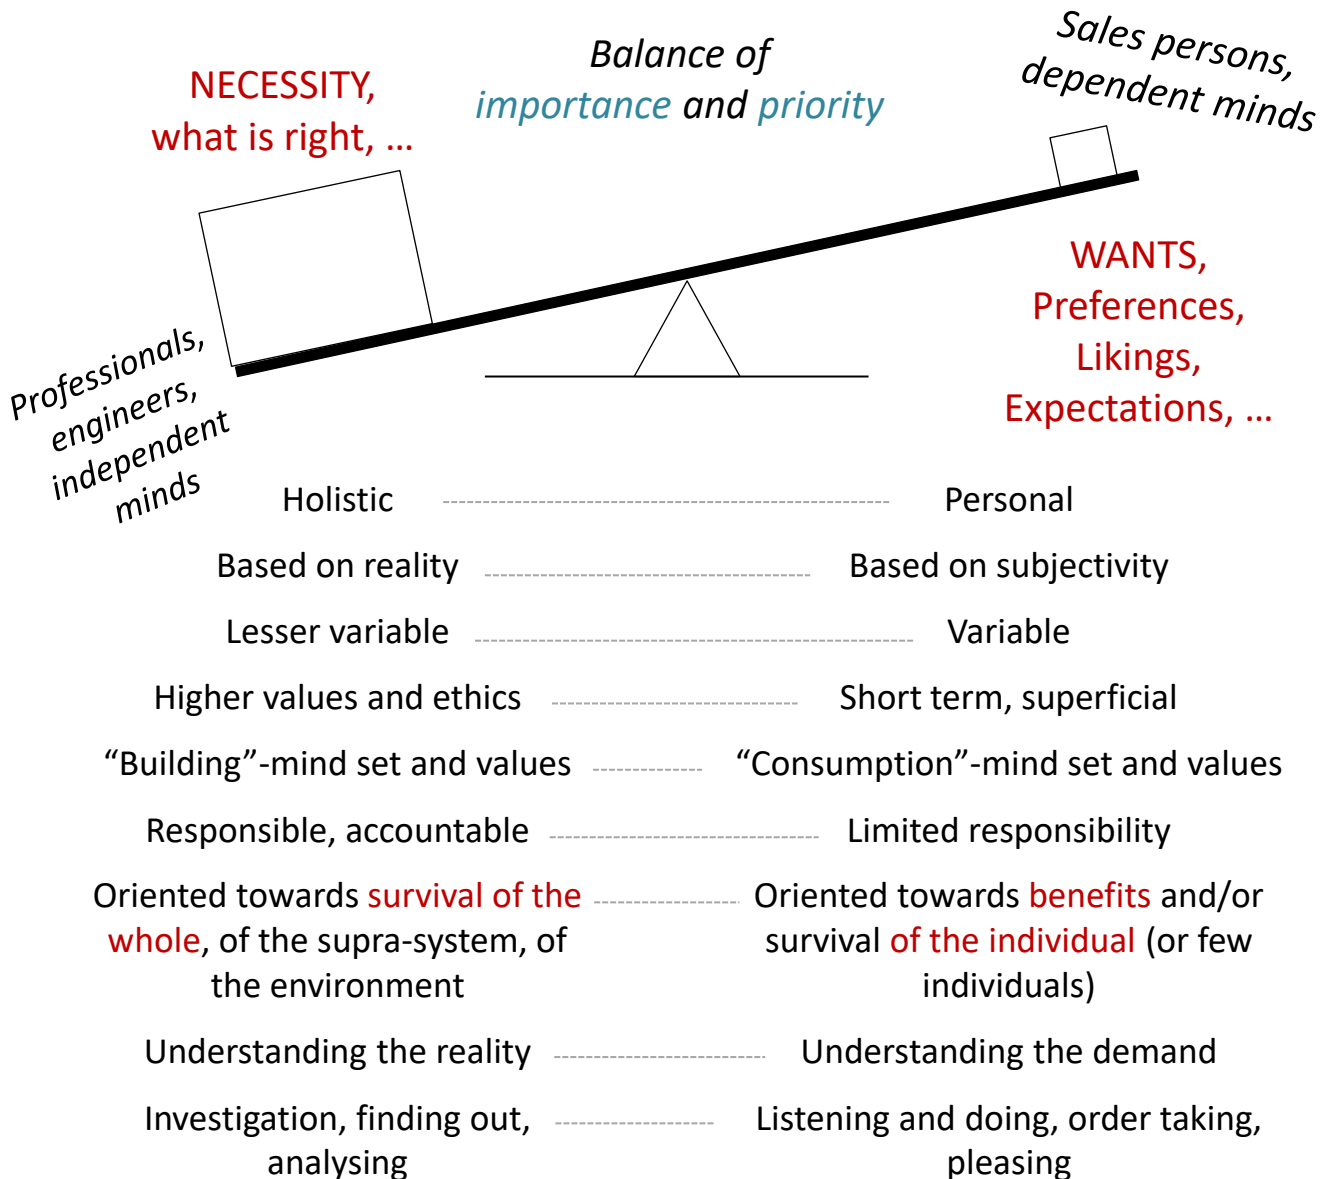 Balance of
importance and priority
Sales persons,
dependent minds
NECESSITY,
what is right, …
WANTS,
Preferences,
Likings,
Expectations, …
Professionals,
engineers,
independent
minds
Holistic
Personal
Based on reality
Based on subjectivity
Lesser variable
Variable
Higher values and ethics
Short term, superficial
“Building”-mind set and values
“Consumption”-mind set and values
Responsible, accountable
Limited responsibility
Oriented towards survival of the
whole, of the supra-system, of
the environment
Oriented towards benefits and/or
survival of the individual (or few
individuals)
Understanding the reality
Understanding the demand
Investigation, finding out,
analysing
Listening and doing, order taking,
pleasing